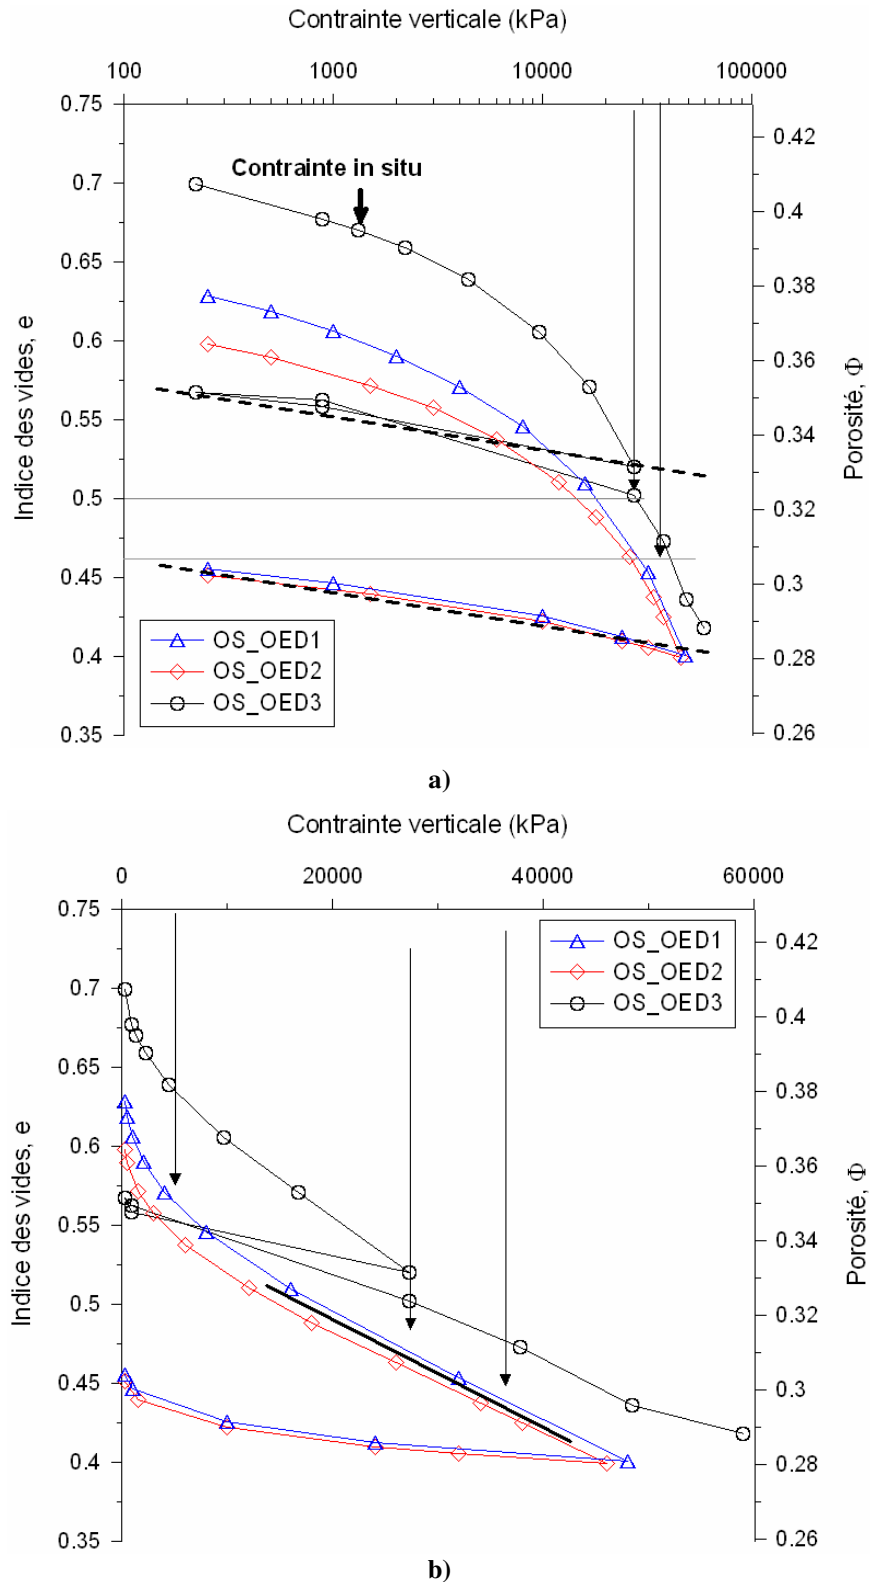 Contrainte verticale (kPa)
100 1000 10000 100000
0.75
0.7
0.65
0.6
0.55
0.5
0.45
0.4
0.35
Indice des vides, e
Contrainte in situ
0.42
0.4
0.38
0.36
0.34
0.32
0.3
0.28
0.26
Porosité, Φ
OS_OED1
OS_OED2
OS_OED3
a)
Contrainte verticale (kPa)
0 20000 40000 60000
0.75
0.7
0.65
0.6
0.55
0.5
0.45
0.4
0.35
Indice des vides, e
OS_OED1
OS_OED2
OS_OED3
0.42
0.4
0.38
0.36
0.34
0.32
0.3
0.28
0.26
Porosité, Φ
b)